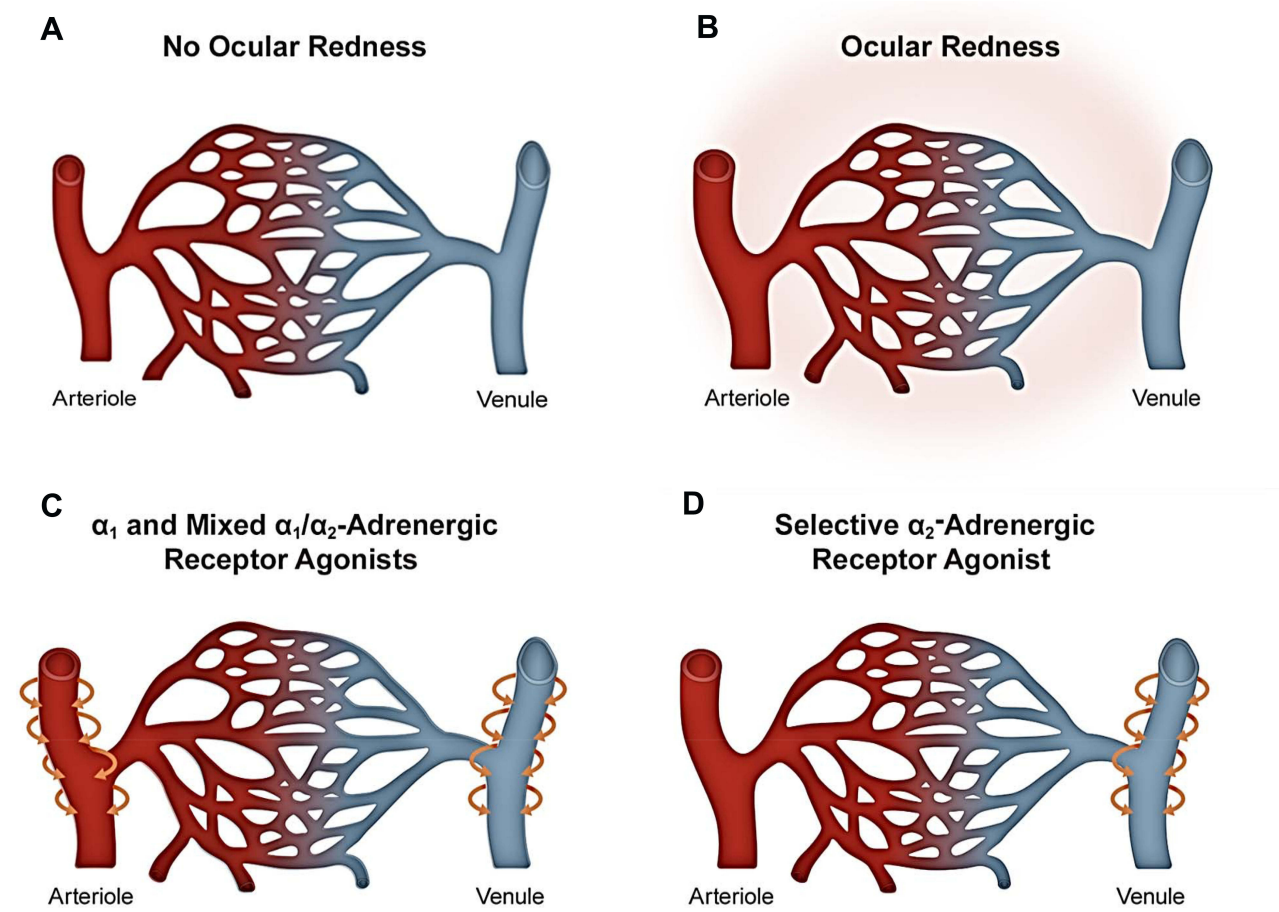 A
No Ocular Redness
Arteriole
Venule
B
Ocular Redness
Arteriole
Venule
C
α₁ and Mixed α₁/α₂-Adrenergic
Receptor Agonists
Arteriole
Venule
D
Selective α₂-Adrenergic
Receptor Agonist
Arteriole
Venule